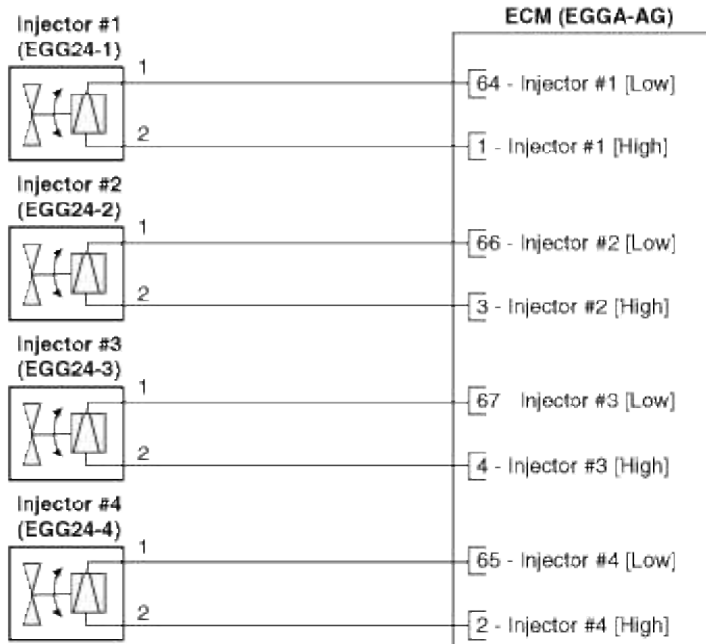 ECM (EGGA-AG)
Injector #1
(EGG24-1)
1
64 - Injector #1 [Low]
2
1 - Injector #1 [High]
Injector #2
(EGG24-2)
1
66 - Injector #2 [Low]
2
3 - Injector #2 [High]
Injector #3
(EGG24-3)
1
67 Injector #3 [Low]
2
4 - Injector #3 [High]
Injector #4
(EGG24-4)
1
65 - Injector #4 [Low]
2
2 - Injector #4 [High]